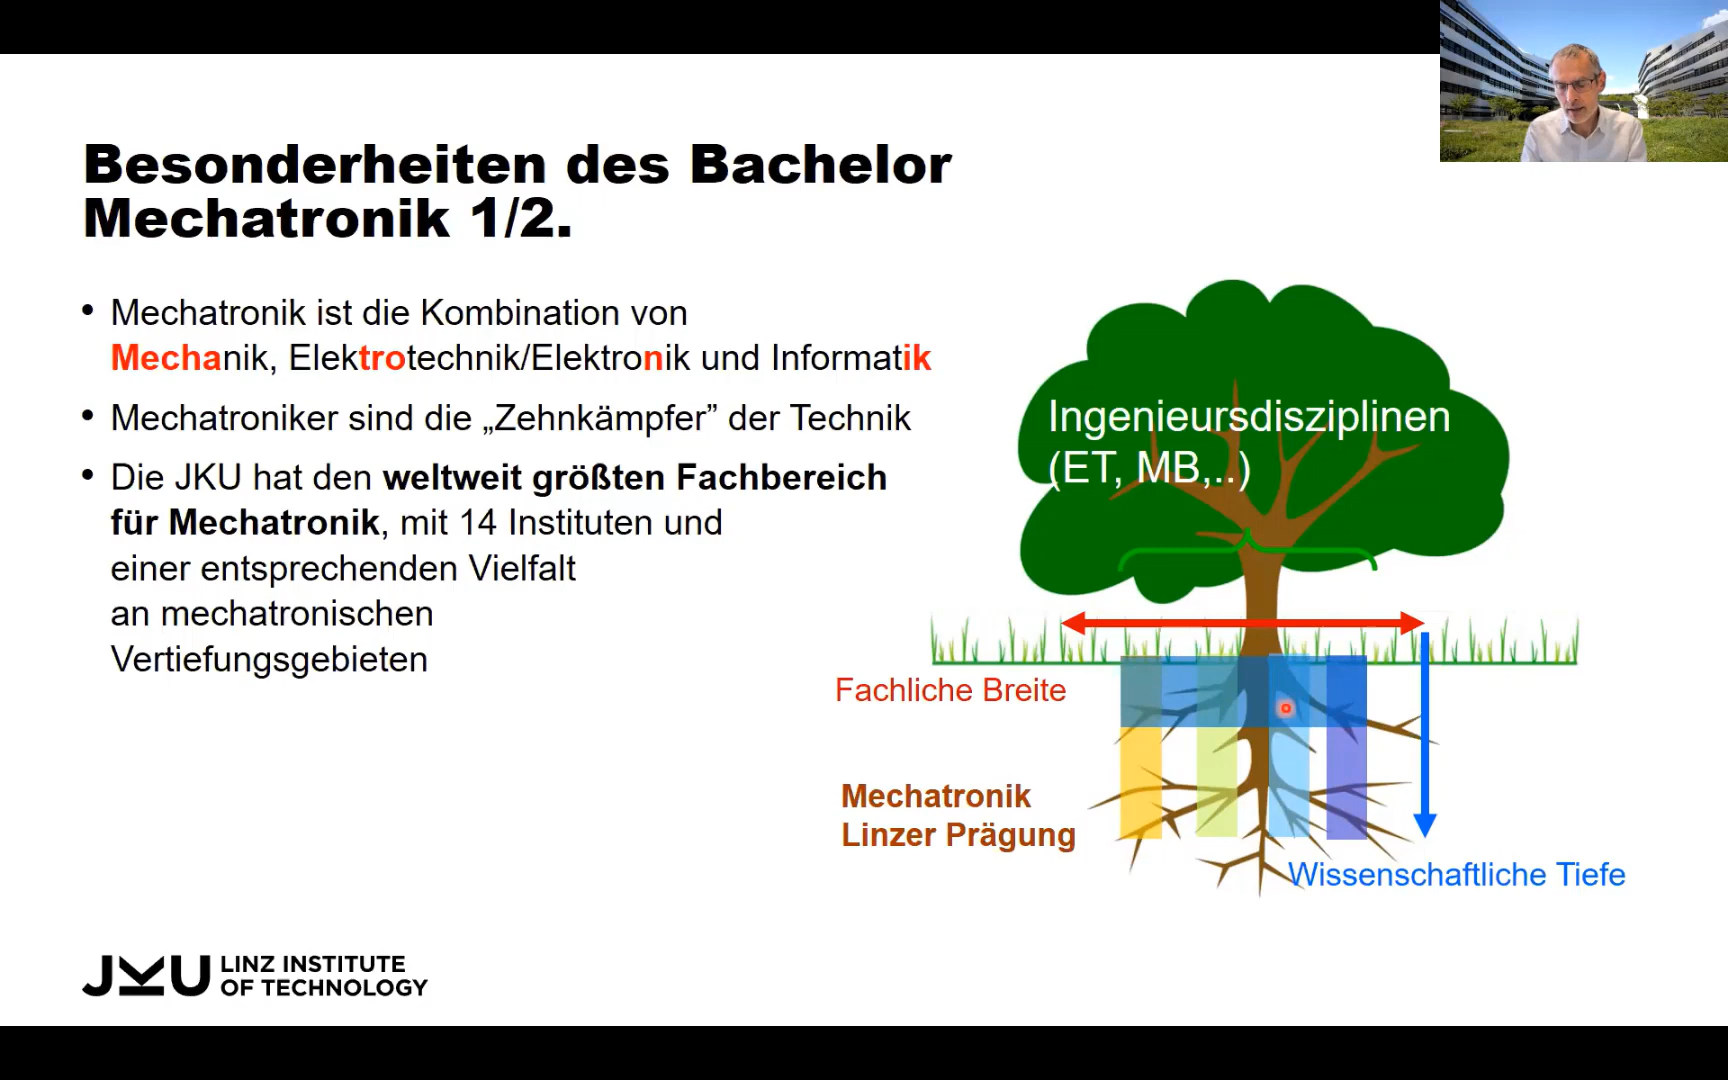 Besonderheiten des Bachelor
Mechatronik 1/2.
• Mechatronik ist die Kombination von
Mechanik, Elektrotechnik/Elektronik und Informatik
• Mechatroniker sind die „Zehnkämpfer” der Technik
• Die JKU hat den weltweit größten Fachbereich
für Mechatronik, mit 14 Instituten und
einer entsprechenden Vielfalt
an mechatronischen
Vertiefungsgebieten
Ingenieursdisziplinen
(ET, MB,..)
Fachliche Breite
Mechatronik
Linzer Prägung
Wissenschaftliche Tiefe
JKU LINZ INSTITUTE
OF TECHNOLOGY